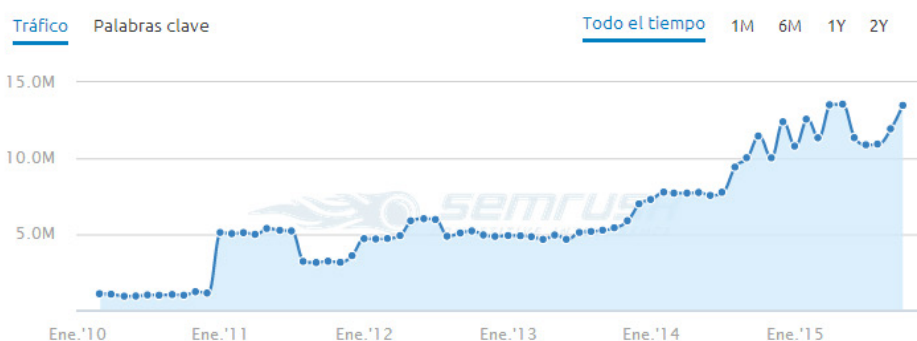 Tráfico Palabras clave Todo el tiempo 1M 6M 1Y 2Y
15.0M
10.0M
semrush
5.0M
Ene.'10 Ene.'11 Ene.'12 Ene.'13 Ene.'14 Ene.'15